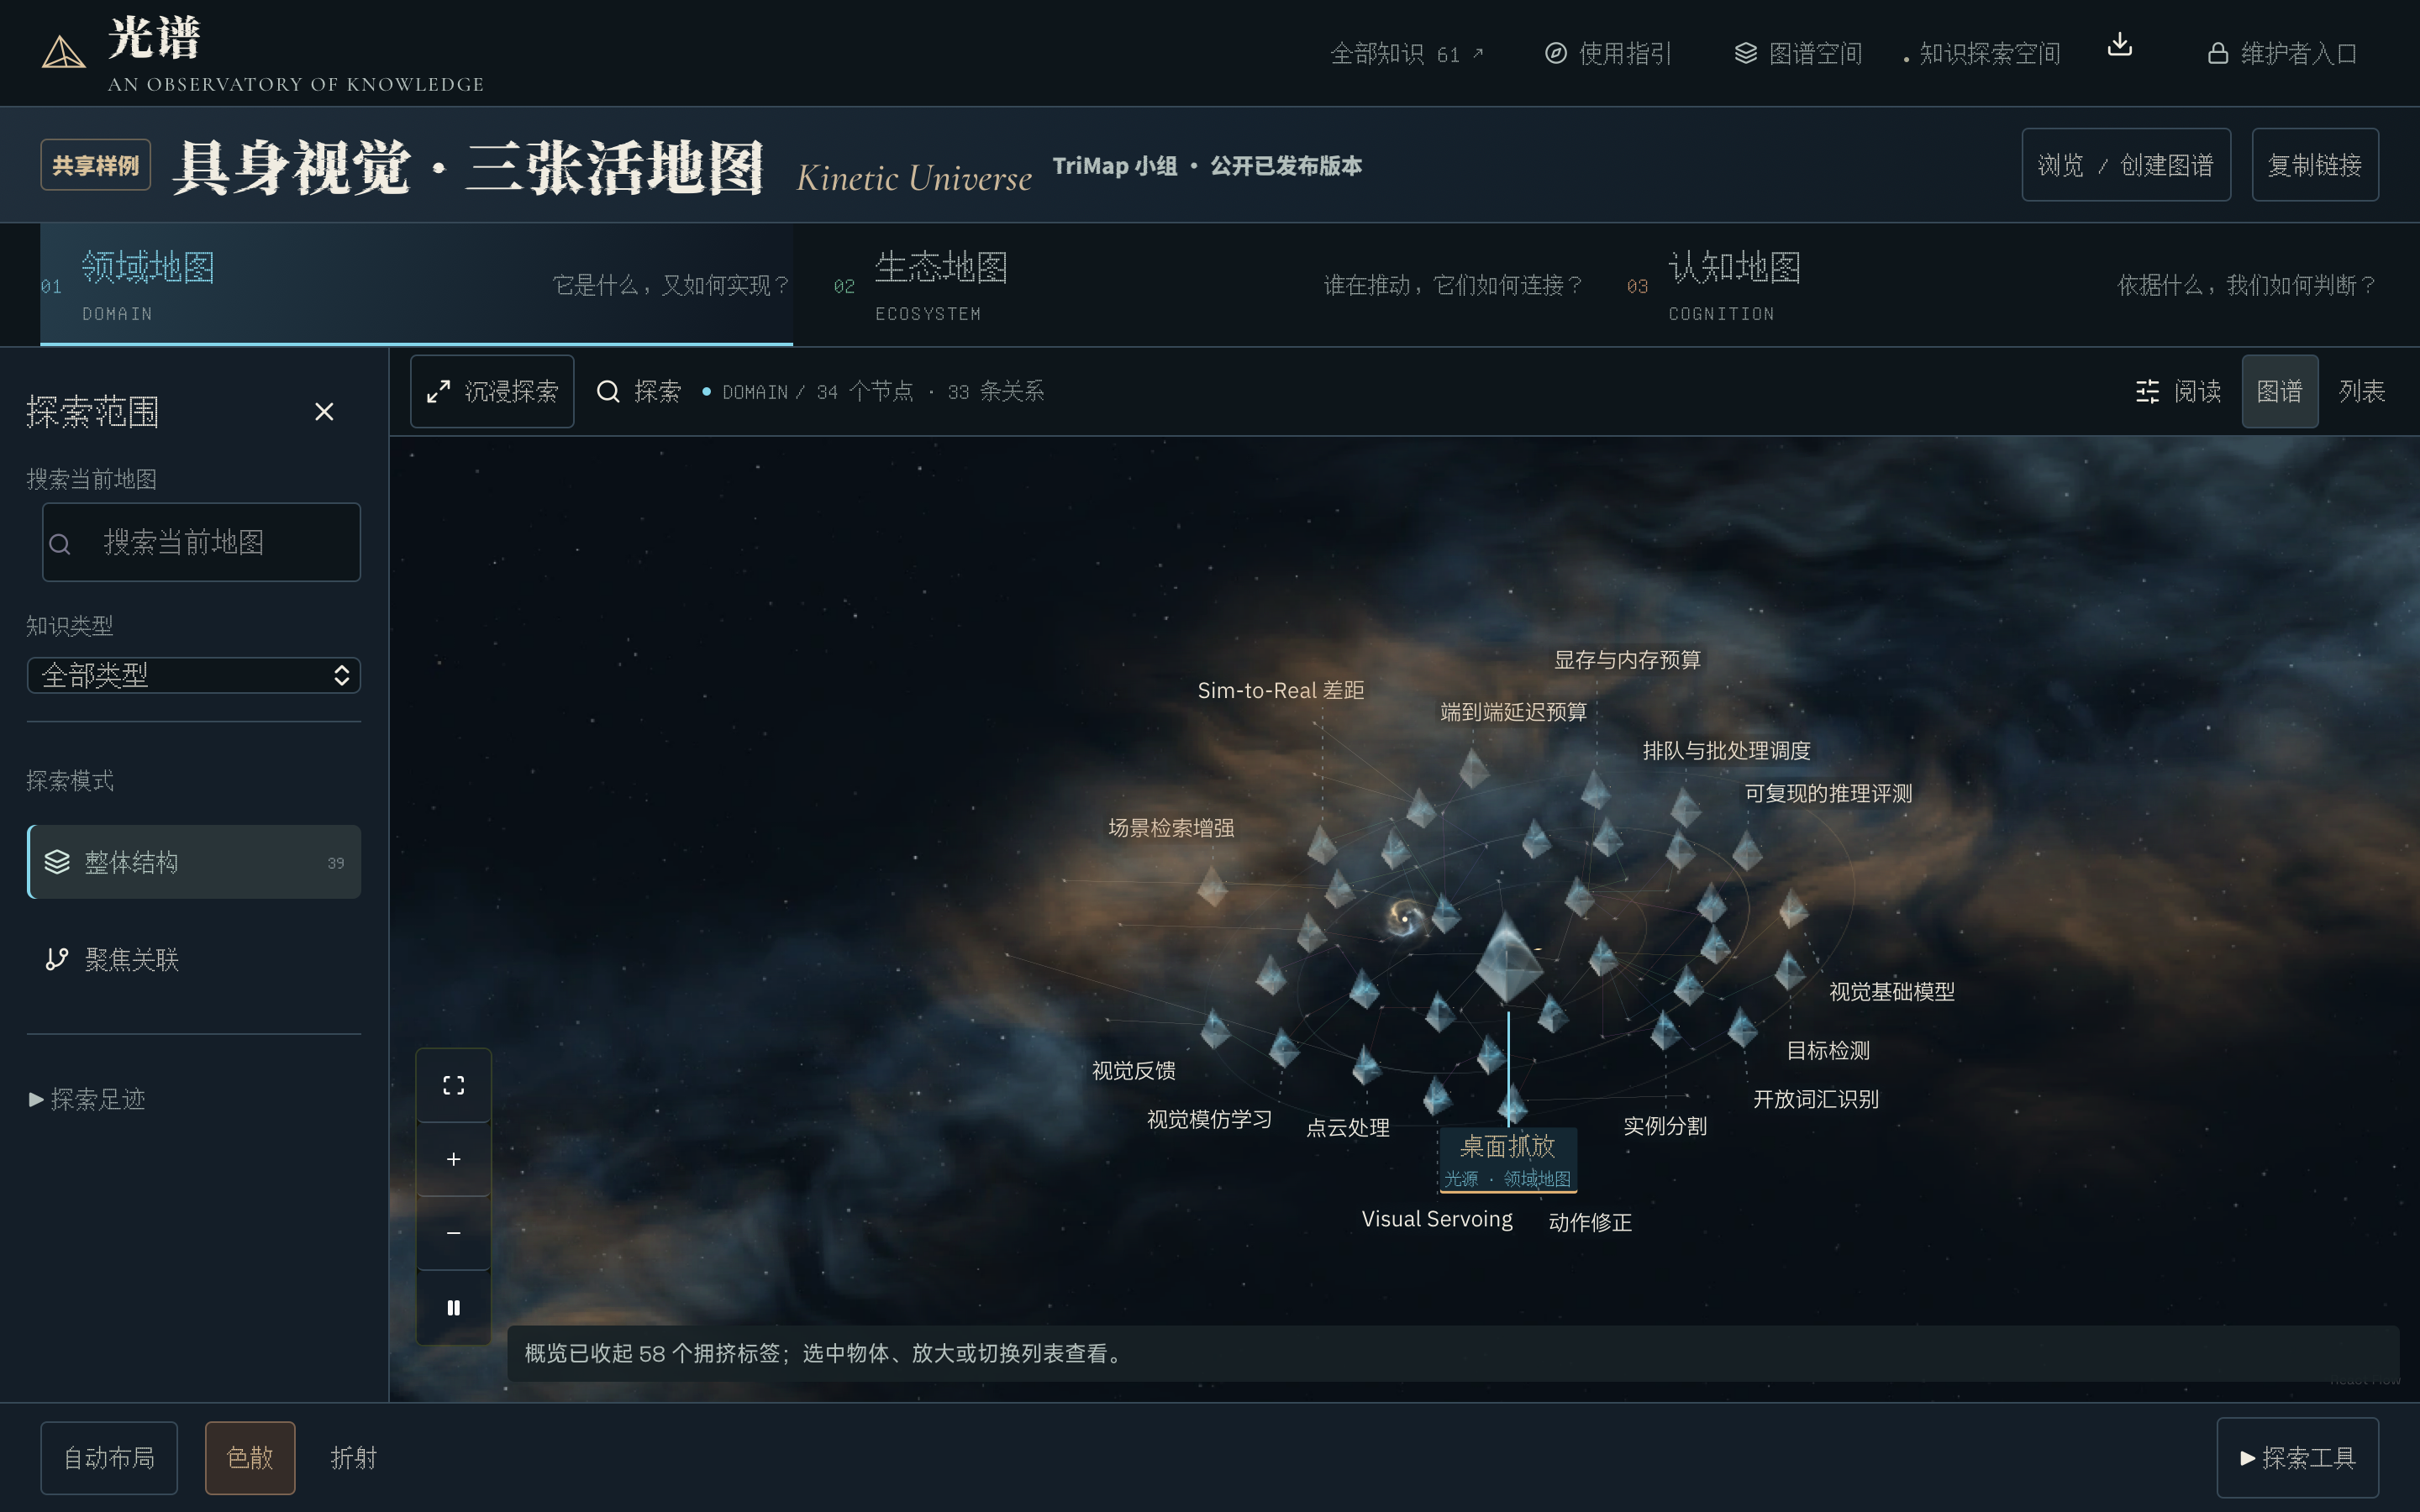 光谱
AN OBSERVATORY OF KNOWLEDGE
全部知识 61 ↗
使用指引
图谱空间
知识探索空间
维护者入口
共享样例
具身视觉・三张活地图
Kinetic Universe
TriMap 小组 · 公开已发布版本
浏览 / 创建图谱
复制链接
01 领域地图
它是什么，又如何实现？
DOMAIN
02 生态地图
谁在推动，它们如何连接？
ECOSYSTEM
03 认知地图
依据什么，我们如何判断？
COGNITION
探索范围
沉浸探索
探索
DOMAIN / 34 个节点 · 33 条关系
阅读
图谱
列表
搜索当前地图
搜索当前地图
知识类型
全部类型
探索模式
整体结构 39
聚焦关联
探索足迹
显存与内存预算
Sim-to-Real 差距
端到端延迟预算
排队与批处理调度
可复现的推理评测
场景检索增强
视觉基础模型
目标检测
视觉反馈
开放词汇识别
视觉模仿学习
点云处理
实例分割
桌面抓放
光源 · 领域地图
Visual Servoing
动作修正
概览已收起 58 个拥挤标签；选中物体、放大或切换列表查看。
自动布局
色散
折射
探索工具